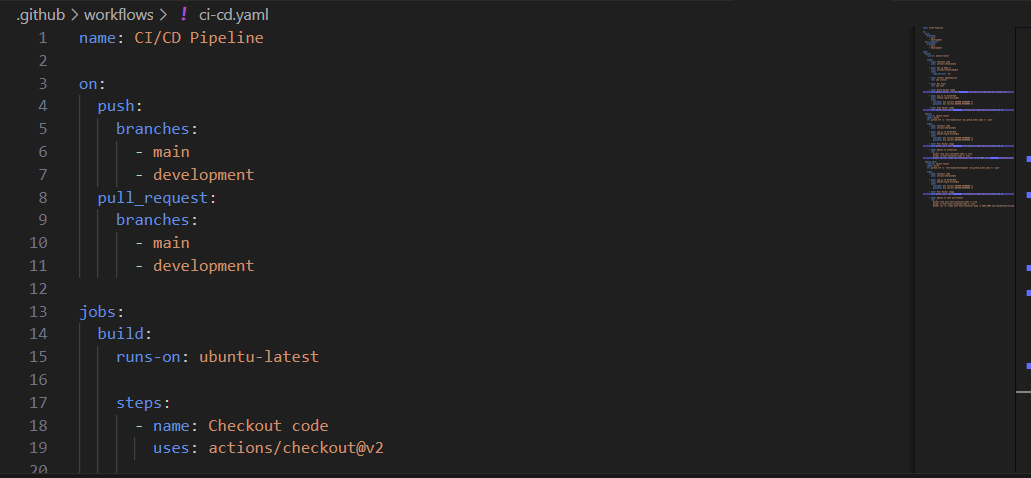 .github > workflows > ! ci-cd.yaml
1 name: CI/CD Pipeline
2
3 on:
4 push:
5 branches:
6 - main
7 - development
8 pull_request:
9 branches:
10 - main
11 - development
12
13 jobs:
14 build:
15 runs-on: ubuntu-latest
16
17 steps:
18 - name: Checkout code
19 uses: actions/checkout@v2
20